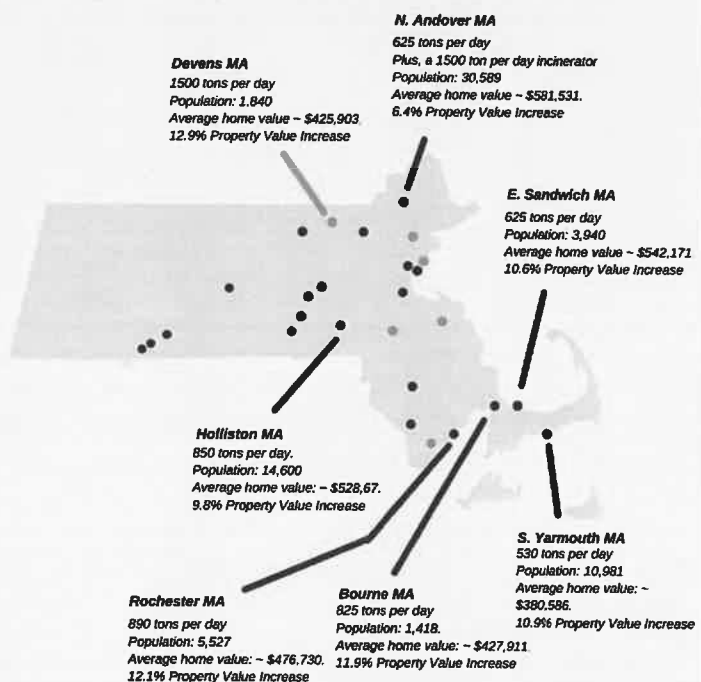 N. Andover MA
625 tons per day
Plus, a 1500 ton per day incinerator
Population: 30,589
Average home value ~ $581,531.
6.4% Property Value Increase
Devens MA
1500 tons per day
Population: 1,840
Average home value ~ $425,903.
12.9% Property Value Increase
E. Sandwich MA
625 tons per day
Population: 3,940
Average home value ~ $542,171
10.6% Property Value Increase
Holliston MA
850 tons per day.
Population: 14,600
Average home value: ~ $528,67.
9.8% Property Value Increase
S. Yarmouth MA
530 tons per day
Population: 10,981
Average home value: ~
$380,586.
10.9% Property Value Increase
Rochester MA
890 tons per day
Population: 5,527
Average home value: ~ $476,730.
12.1% Property Value Increase
Bourne MA
825 tons per day
Population: 1,418.
Average home value: ~ $427,911.
11.9% Property Value Increase